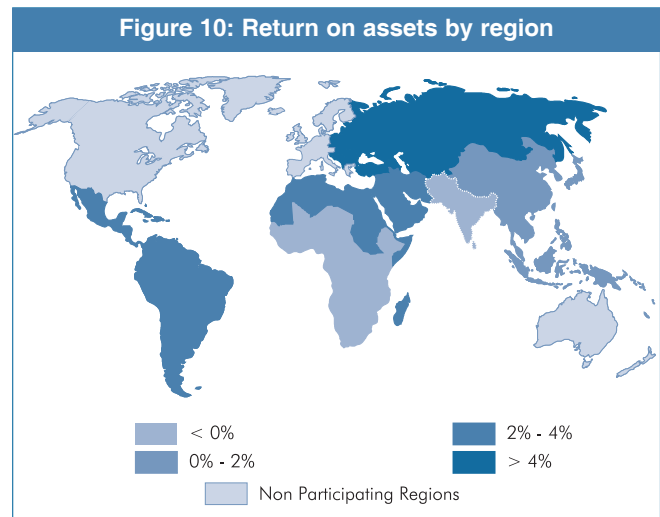 Figure 10: Return on assets by region
< 0%
2% - 4%
0% - 2%
> 4%
Non Participating Regions